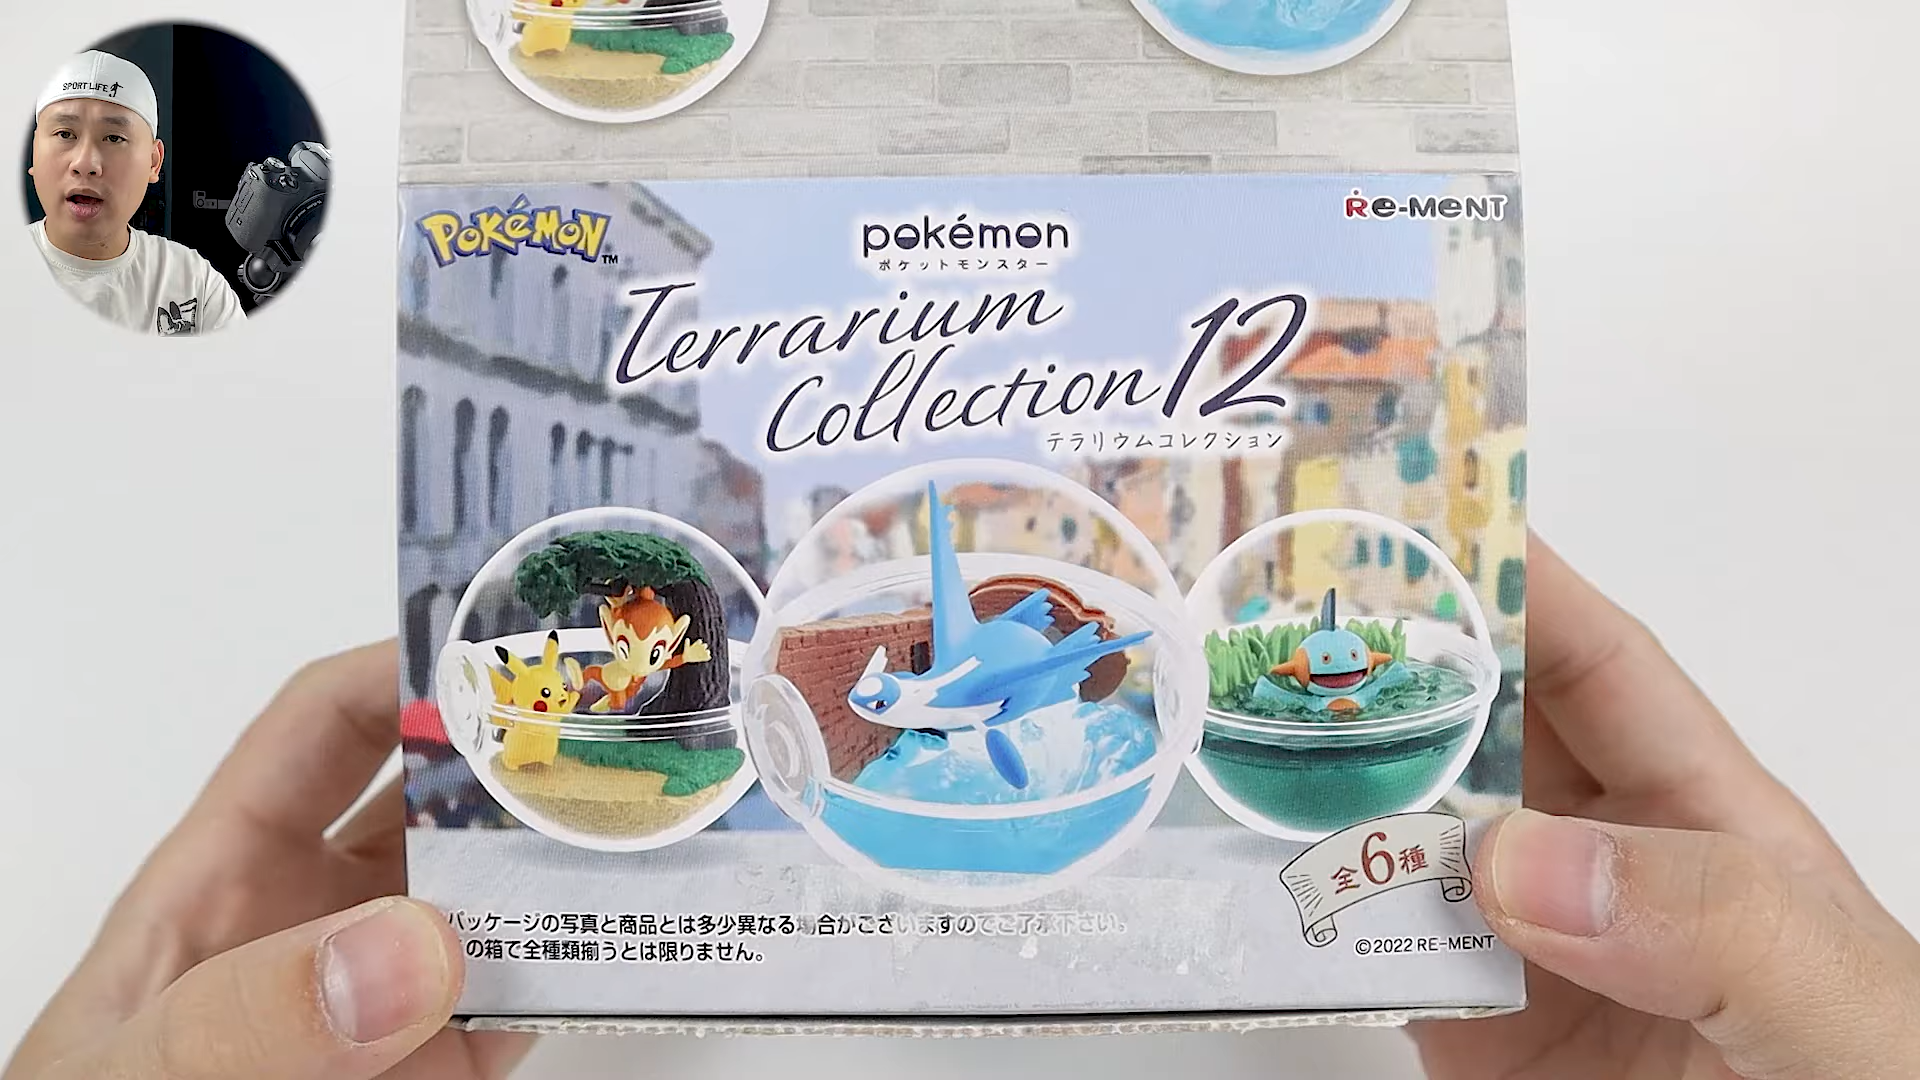 SPORT LIFE
POKÉMON TM
pokémon
RE-MENT
ポケットモンスター
Terrarium
Collection 12
テラリウムコレクション
全6種
パッケージの写真と商品とは多少異なる場合がございますのでご了承下さい。
の箱で全種類揃うとは限りません。
©2022 RE-MENT